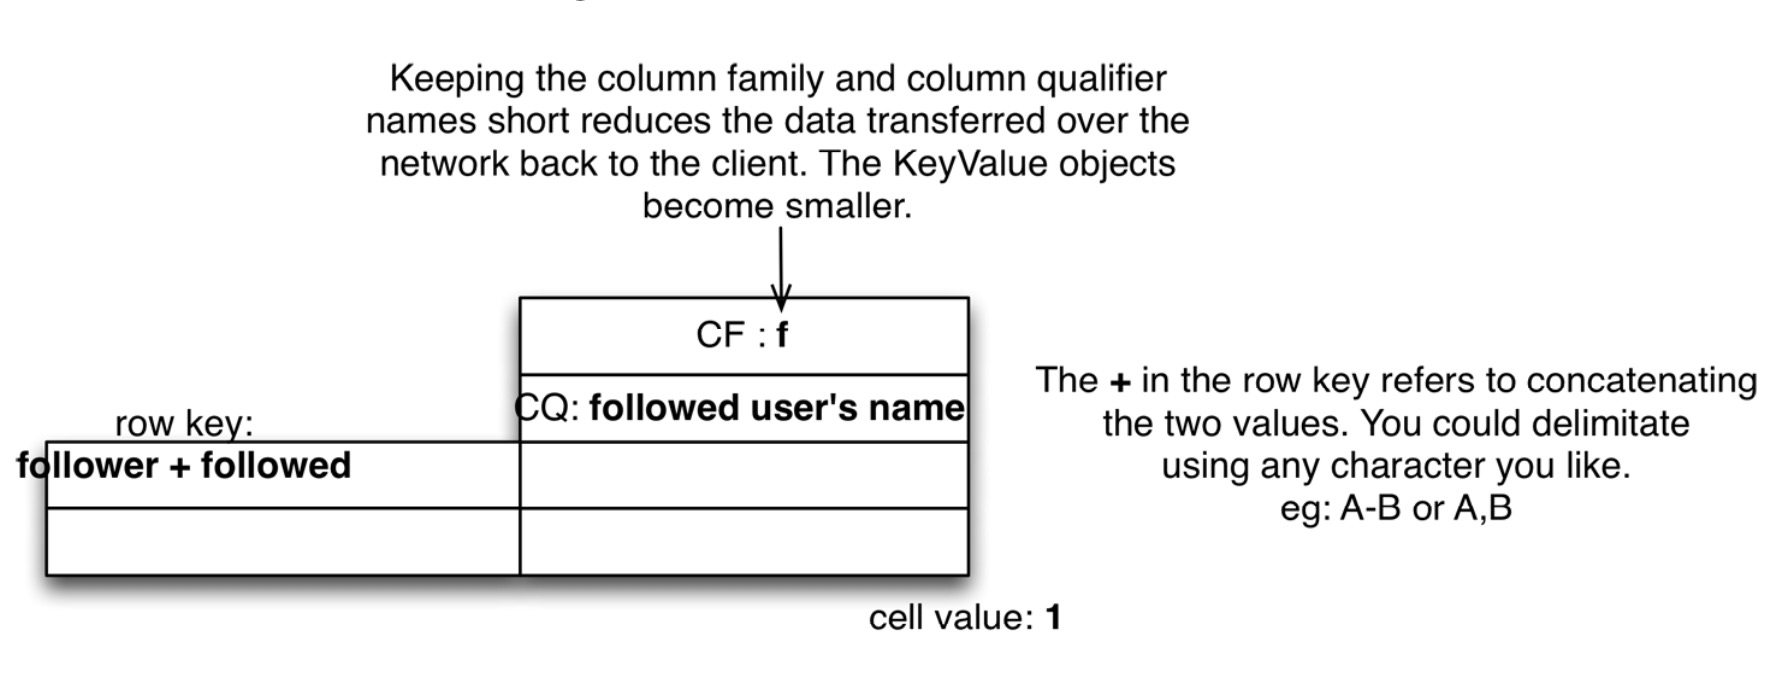 Keeping the column family and column qualifier
names short reduces the data transferred over the
network back to the client. The KeyValue objects
become smaller.
CF : f
CQ: followed user's name
row key:
follower + followed
The + in the row key refers to concatenating
the two values. You could delimitate
using any character you like.
eg: A-B or A,B
cell value: 1